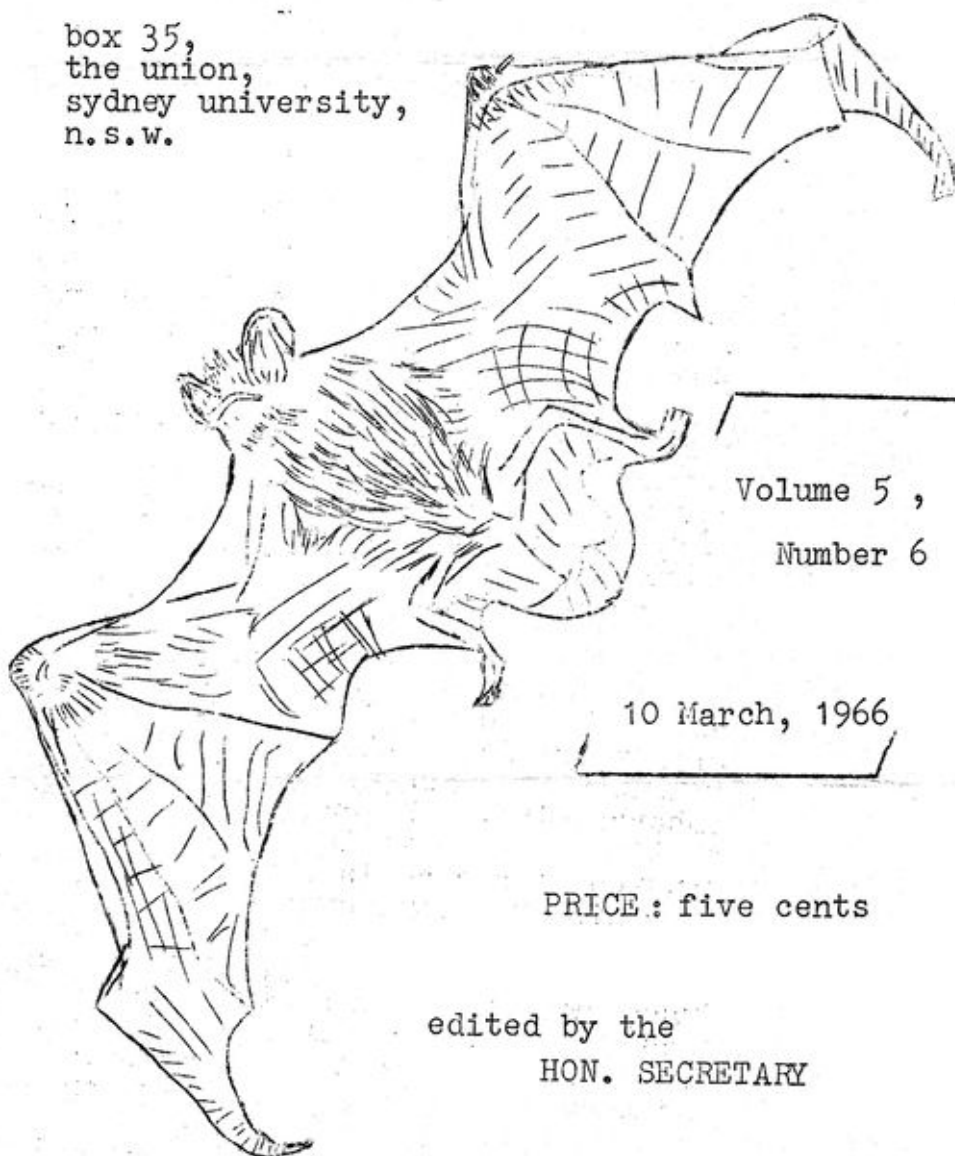 box 35,
the union,
sydney university,
n.s.w.
Volume 5 ,
Number 6
10 March, 1966
PRICE : five cents
edited by the
HON. SECRETARY